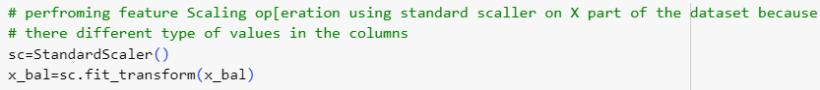 # perfroming feature Scaling op[eration using standard scaller on X part of the dataset because
# there different type of values in the columns
sc=StandardScaler()
x_bal=sc.fit_transform(x_bal)